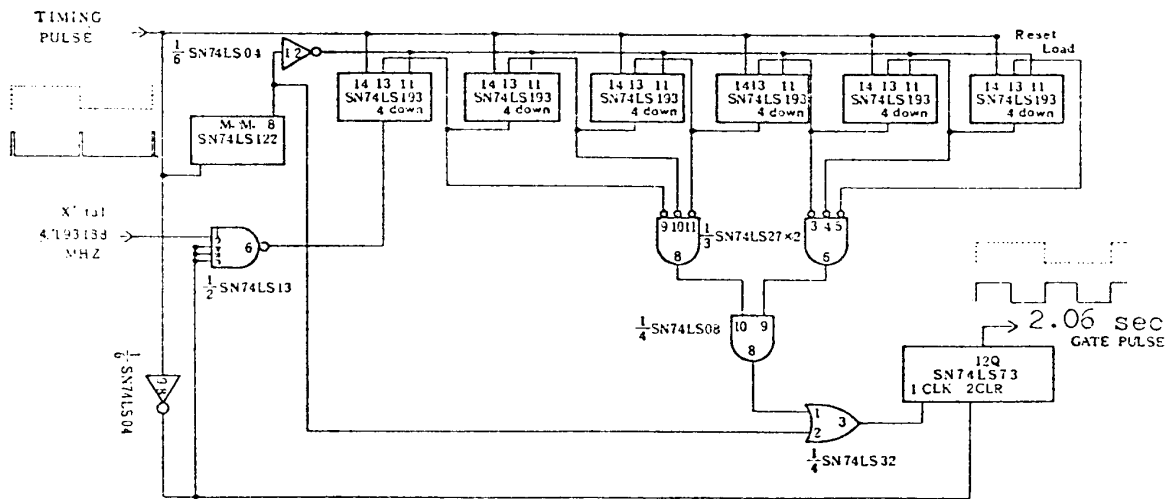 TIMING
PULSE
1/6 SN74LS04
12
Reset
Load
14 13 11
SN74LS193
4 down
14 13 11
SN74LS193
4 down
14 13 11
SN74LS193
4 down
1413 11
SN74LS193
4 down
14 13 11
SN74LS193
4 down
14 13 11
SN74LS193
4 down
M. M. 8
SN74LS122
X'tal
MHZ
6
1/2 SN74LS13
9 10 11
8
1/3 SN74LS27×2
3 4 5
6
1/4 SN74LS08
10 9
8
2.06 sec
GATE PULSE
12Q
SN74LS73
1 CLK 2CLR
1
2
3
1/4 SN74LS32
1/6 SN74LS04